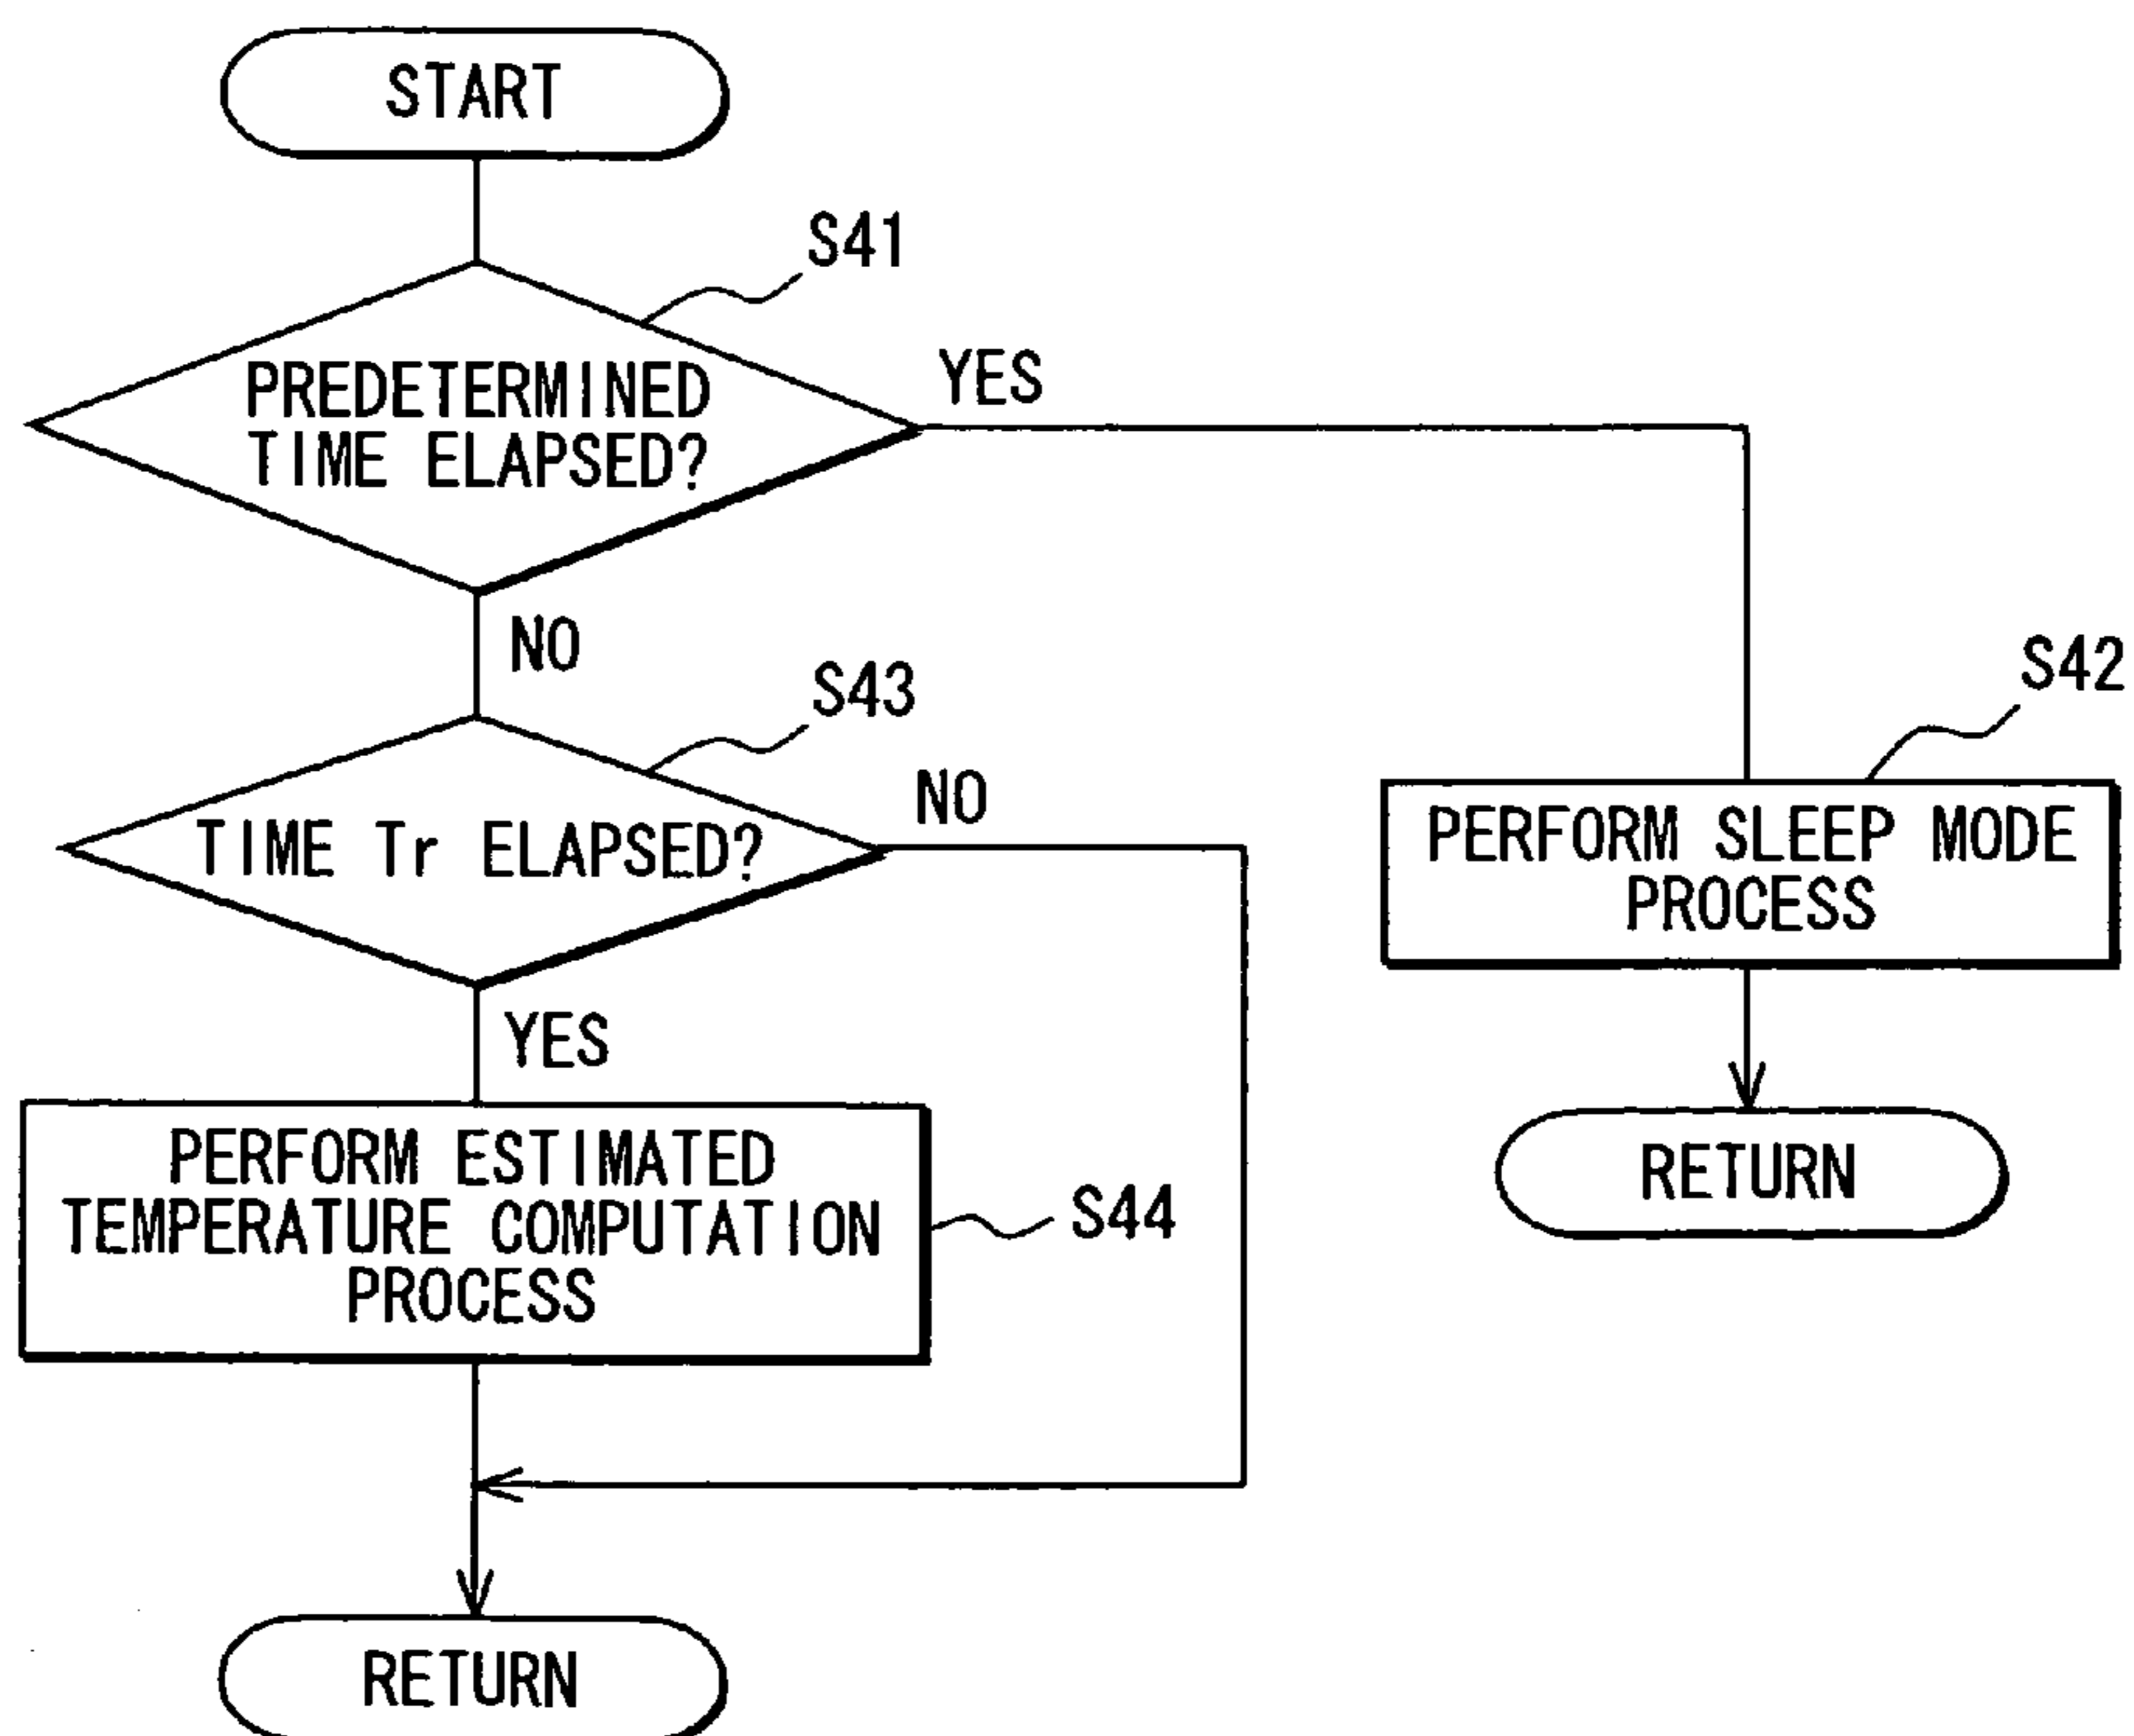 START
S41
PREDETERMINED
TIME ELAPSED?
YES
NO
S43
TIME Tr ELAPSED?
NO
S42
PERFORM SLEEP MODE
PROCESS
YES
PERFORM ESTIMATED
TEMPERATURE COMPUTATION
PROCESS
S44
RETURN
RETURN